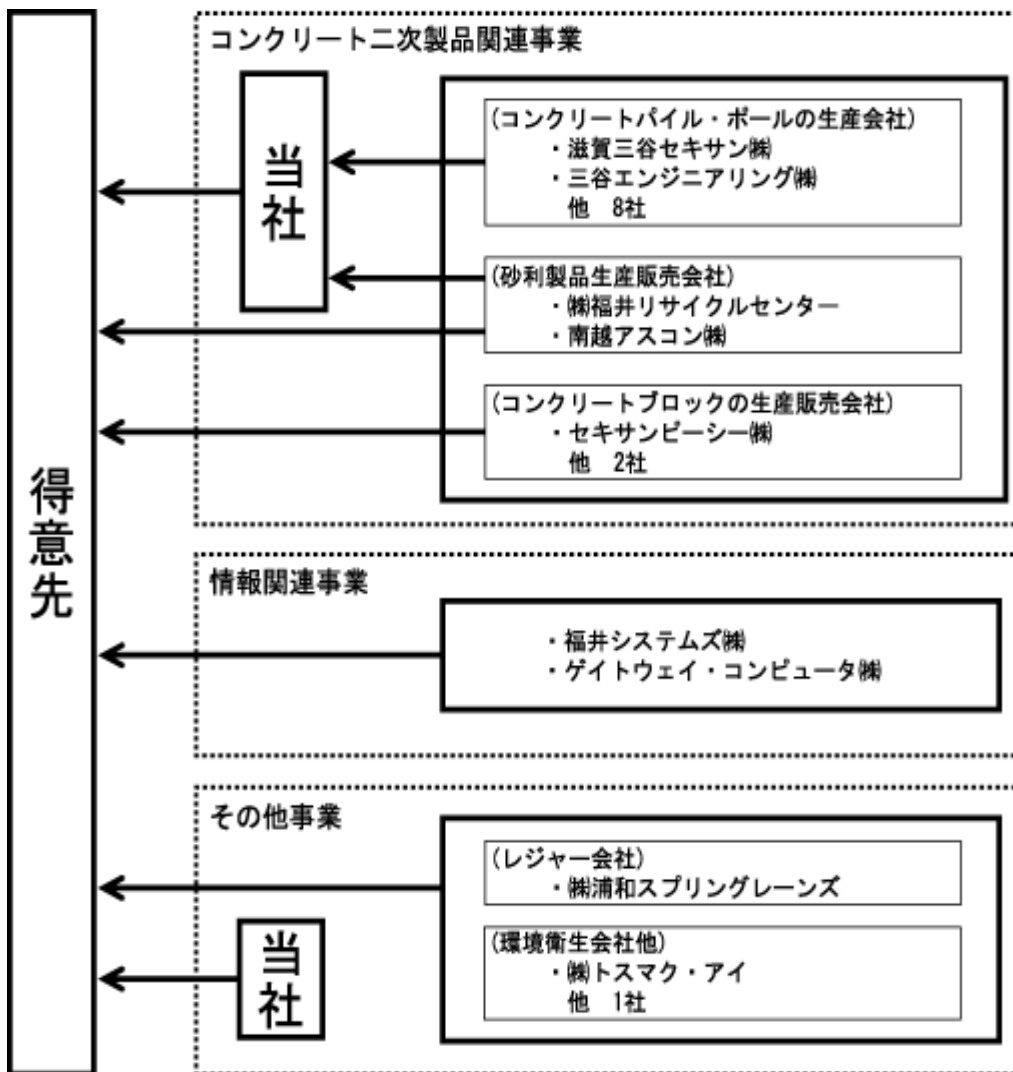 コンクリート二次製品関連事業
当社
(コンクリートパイル・ポールの生産会社)
・滋賀三谷セキサン㈱
・三谷エンジニアリング㈱
他 8社
(砂利製品生産販売会社)
・㈱福井リサイクルセンター
・南越アスコン㈱
(コンクリートブロックの生産販売会社)
・セキサンピーシー㈱
他 2社
得意先
情報関連事業
・福井システムズ㈱
・ゲイトウェイ・コンピュータ㈱
その他事業
(レジャー会社)
・㈱浦和スプリングレーンズ
当社
(環境衛生会社他)
・㈱トスマク・アイ
他 1社